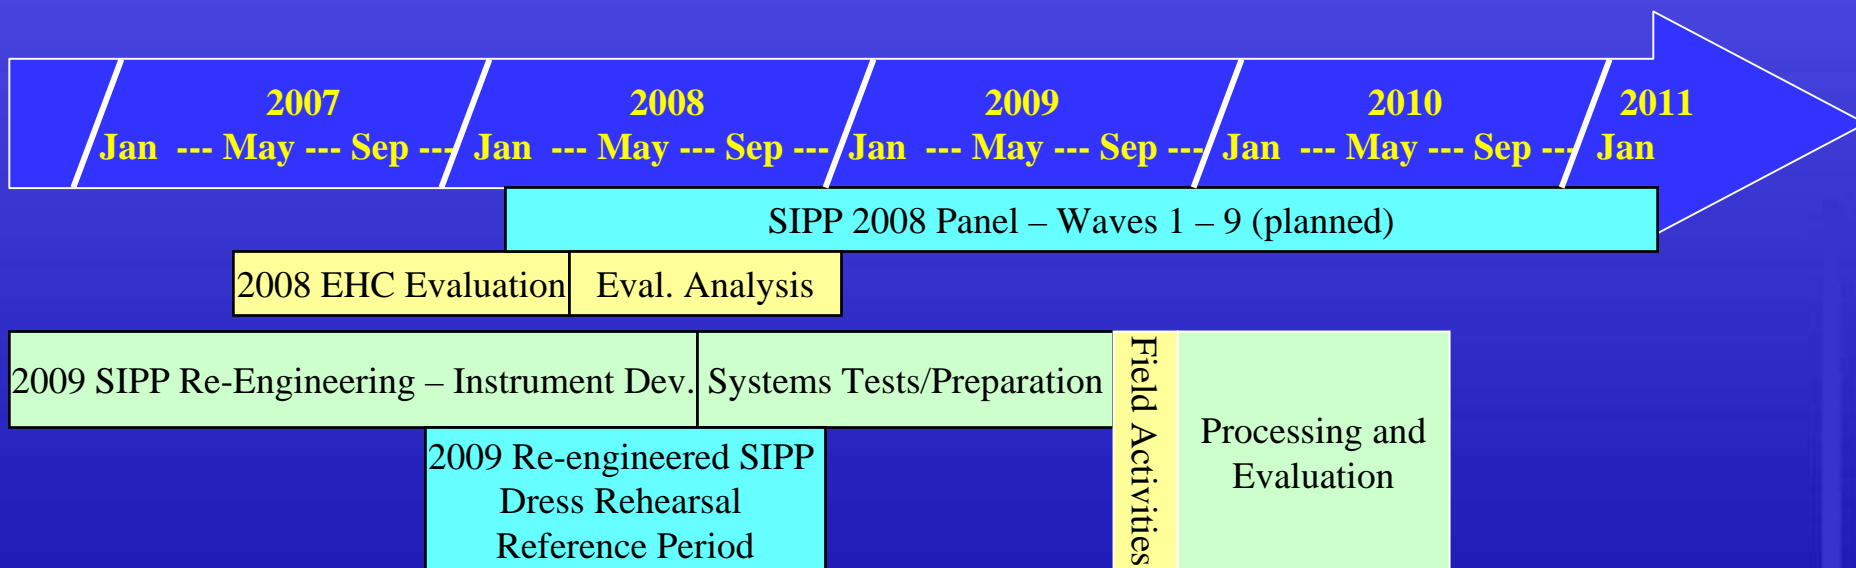 2007 2008 2009 2010 2011
Jan --- May --- Sep --- Jan --- May --- Sep --- Jan --- May --- Sep --- Jan --- May --- Sep --- Jan
SIPP 2008 Panel – Waves 1 – 9 (planned)
2008 EHC Evaluation Eval. Analysis
2009 SIPP Re-Engineering – Instrument Dev. Systems Tests/Preparation
Field Activities
Processing and
Evaluation
2009 Re-engineered SIPP
Dress Rehearsal
Reference Period